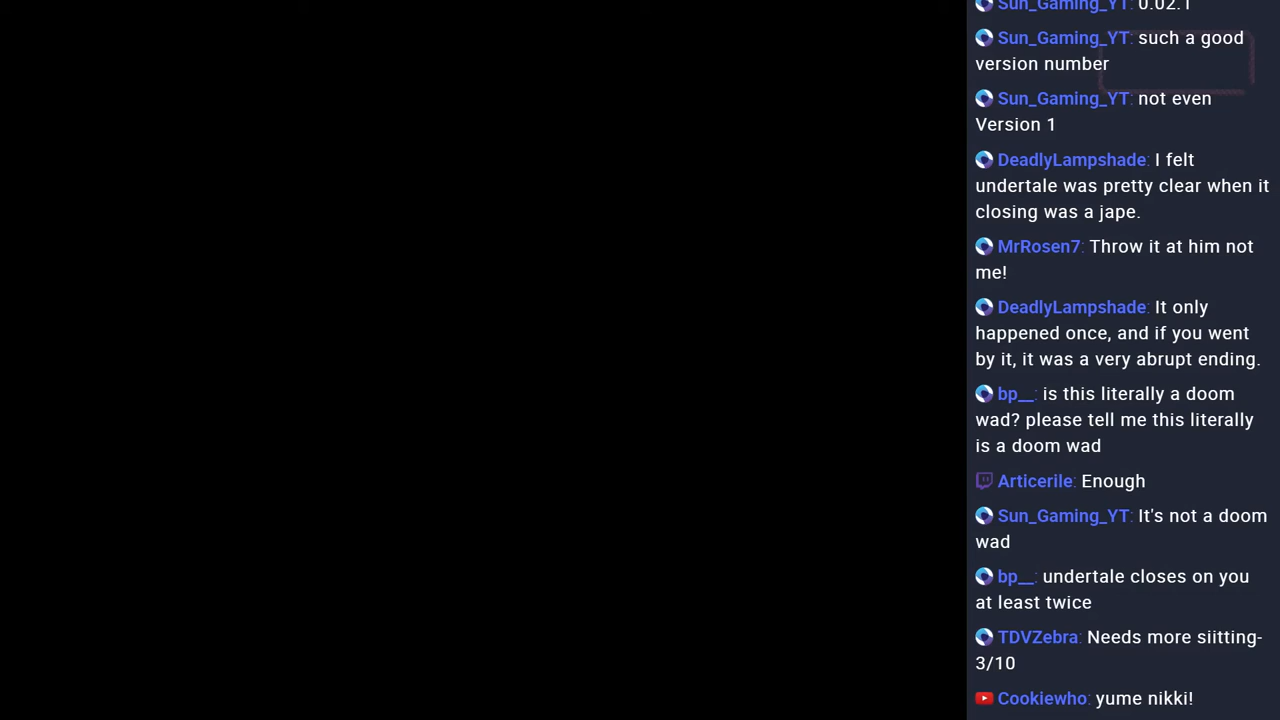 Sun_Gaming_YT: 0.02.1
Sun_Gaming_YT: such a good
version number
Sun_Gaming_YT: not even
Version 1
DeadlyLampshade: I felt
undertale was pretty clear when it
closing was a jape.
MrRosen7: Throw it at him not
me!
DeadlyLampshade: It only
happened once, and if you went
by it, it was a very abrupt ending.
bp__: is this literally a doom
wad? please tell me this literally
is a doom wad
Articerile: Enough
Sun_Gaming_YT: It's not a doom
wad
bp__: undertale closes on you
at least twice
TDVZebra: Needs more siitting-
3/10
Cookiewho: yume nikki!